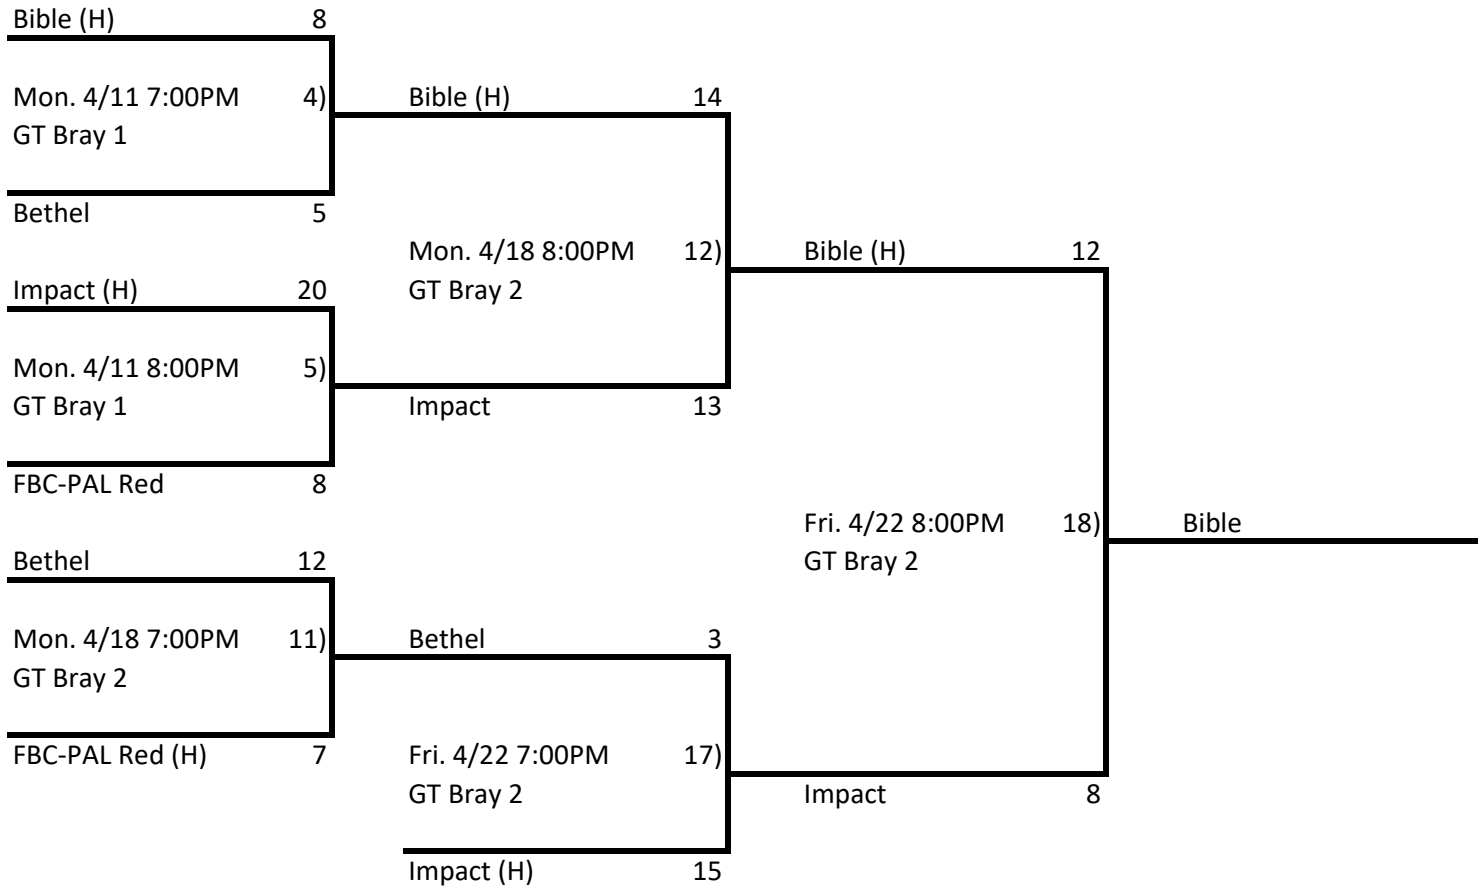 Bible (H) 8
Mon. 4/11 7:00PM 4)
GT Bray 1
Bethel 5
Impact (H) 20
Mon. 4/11 8:00PM 5)
GT Bray 1
FBC-PAL Red 8
Bethel 12
Mon. 4/18 7:00PM 11)
GT Bray 2
FBC-PAL Red (H) 7
Bible (H) 14
Mon. 4/18 8:00PM 12)
GT Bray 2
Impact 13
Bethel 3
Fri. 4/22 7:00PM 17)
GT Bray 2
Impact (H) 15
Bible (H) 12
Fri. 4/22 8:00PM 18)
GT Bray 2
Impact 8
Bible